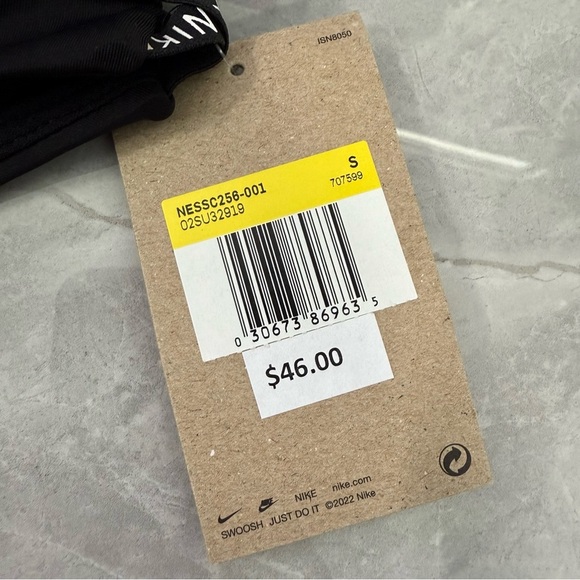 NIK
ISN8050
NESSC256-001 S
02SU32919 707599
0 30673 86963 5
$46.00
NIKE nike.com
SWOOSH JUST DO IT ©2022 Nike